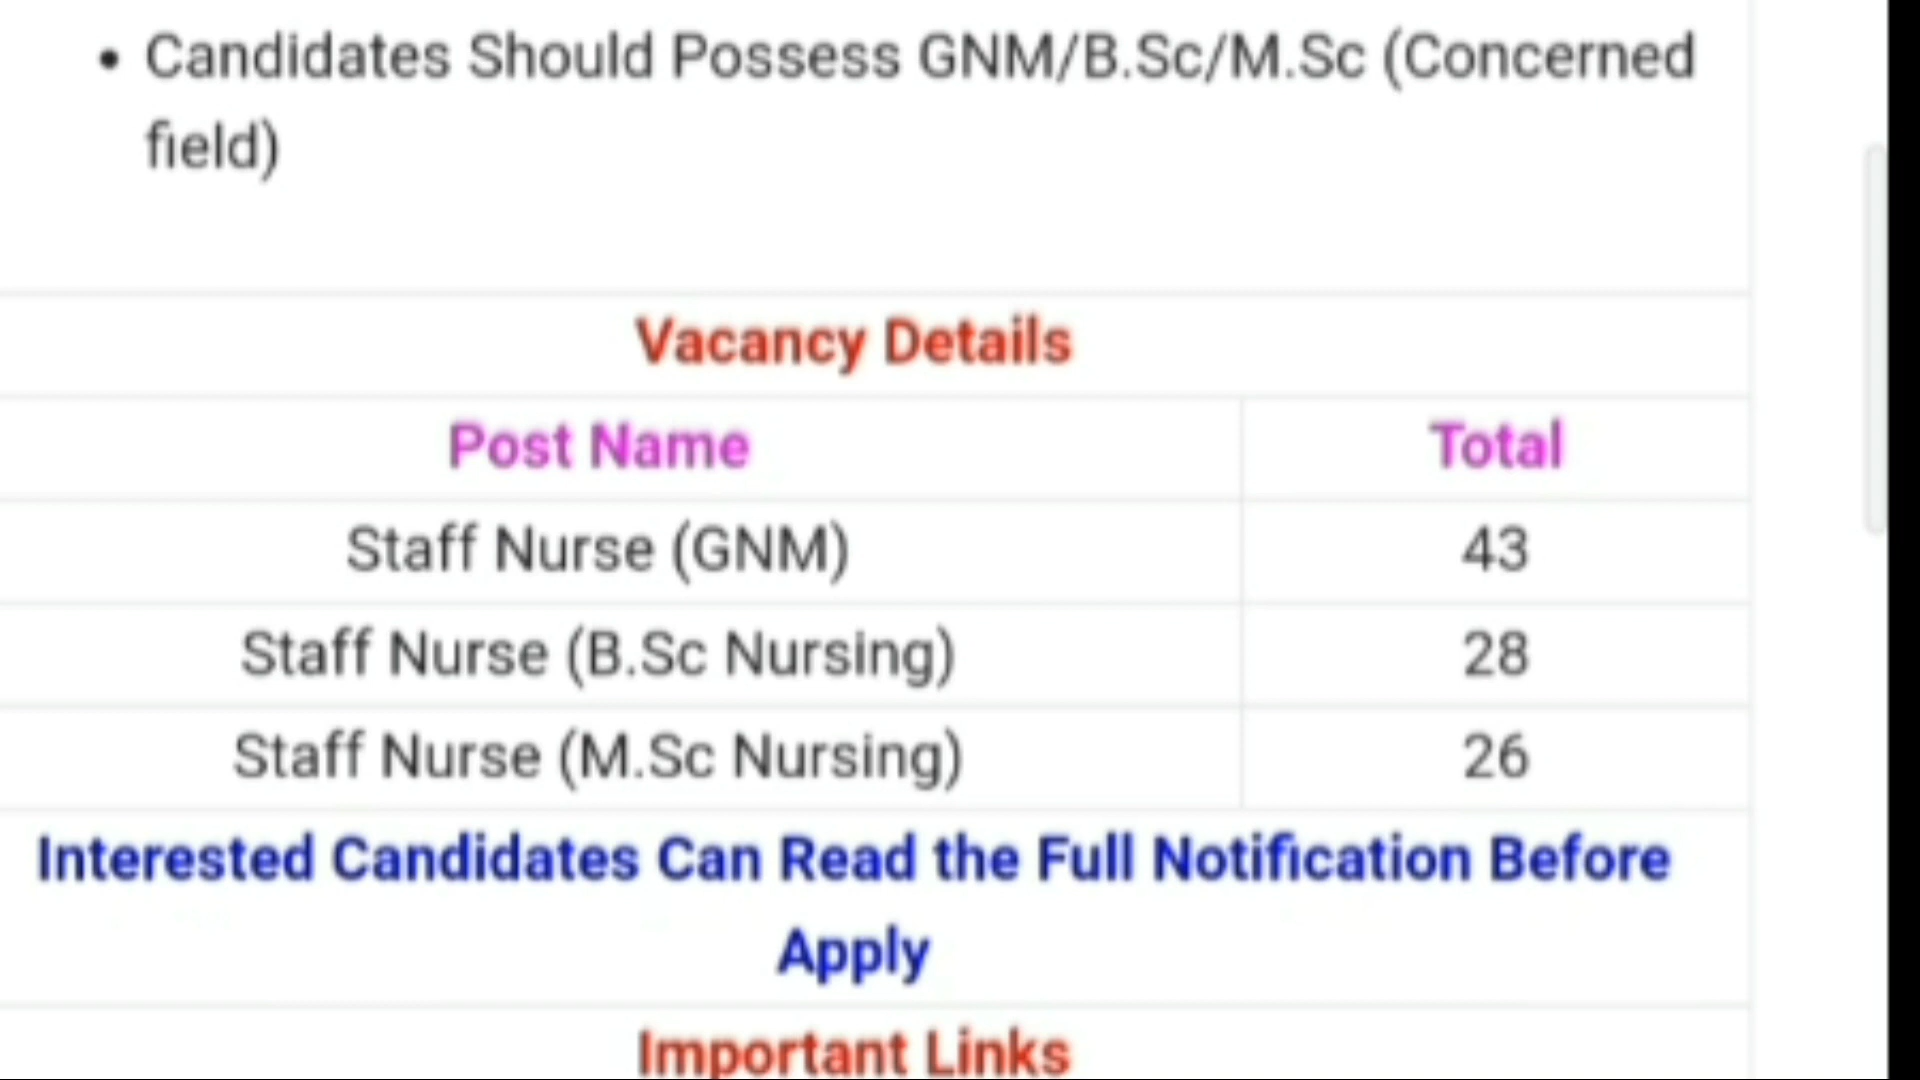 • Candidates Should Possess GNM/B.Sc/M.Sc (Concerned
field)
Vacancy Details
Post Name Total
Staff Nurse (GNM) 43
Staff Nurse (B.Sc Nursing) 28
Staff Nurse (M.Sc Nursing) 26
Interested Candidates Can Read the Full Notification Before
Apply
Important Links